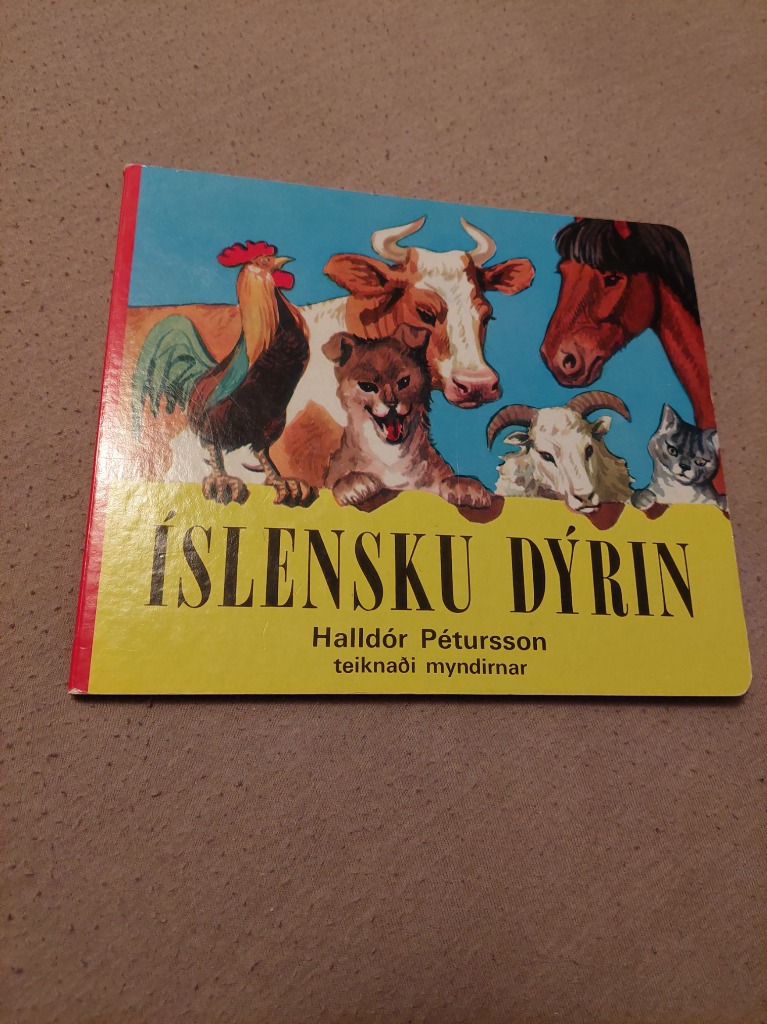 ÍSLENSKU DÝRIN
Halldór Pétursson
teiknaði myndirnar